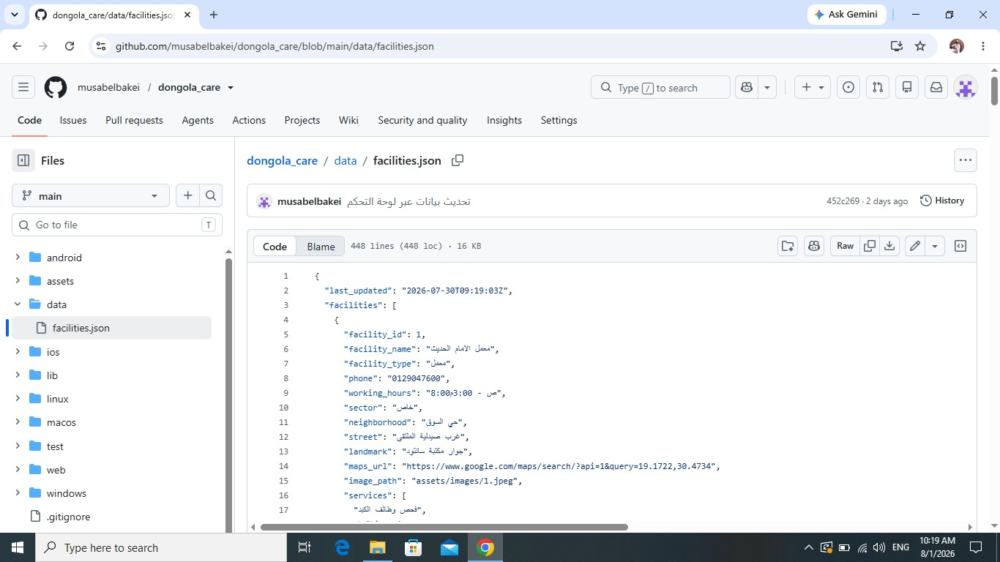 dongola_care/data/facilities.jso
Ask Gemini
github.com/musabelbakei/dongola_care/blob/main/data/facilities.json
musabelbakei / dongola_care
Type / to search
Code Issues Pull requests Agents Actions Projects Wiki Security and quality Insights Settings
Files
main
Go to file T
android
assets
data
facilities.json
ios
lib
linux
macos
test
web
windows
.gitignore
dongola_care / data / facilities.json
musabelbakei تحديث بيانات عبر لوحة التحكم 452c269 · 2 days ago History
Code Blame 448 lines (448 loc) · 16 KB Raw
1 {
2 "last_updated": "2026-07-30T09:19:03Z",
3 "facilities": [
4 {
5 "facility_id": 1,
6 "facility_name": "معمل الامام الحديث",
7 "facility_type": "معمل",
8 "phone": "0129047600",
9 "working_hours": "8:00ص - 3:00م",
10 "sector": "خاص",
11 "neighborhood": "حي السوق",
12 "street": "غرب صيدلية الملتقى",
13 "landmark": "جوار مكتبة سانتود",
14 "maps_url": "https://www.google.com/maps/search/?api=1&query=19.1722,30.4734",
15 "image_path": "assets/images/1.jpeg",
16 "services": [
17 "فحص وظائف الكبد",
Type here to search
ENG
10:19 AM
8/1/2026